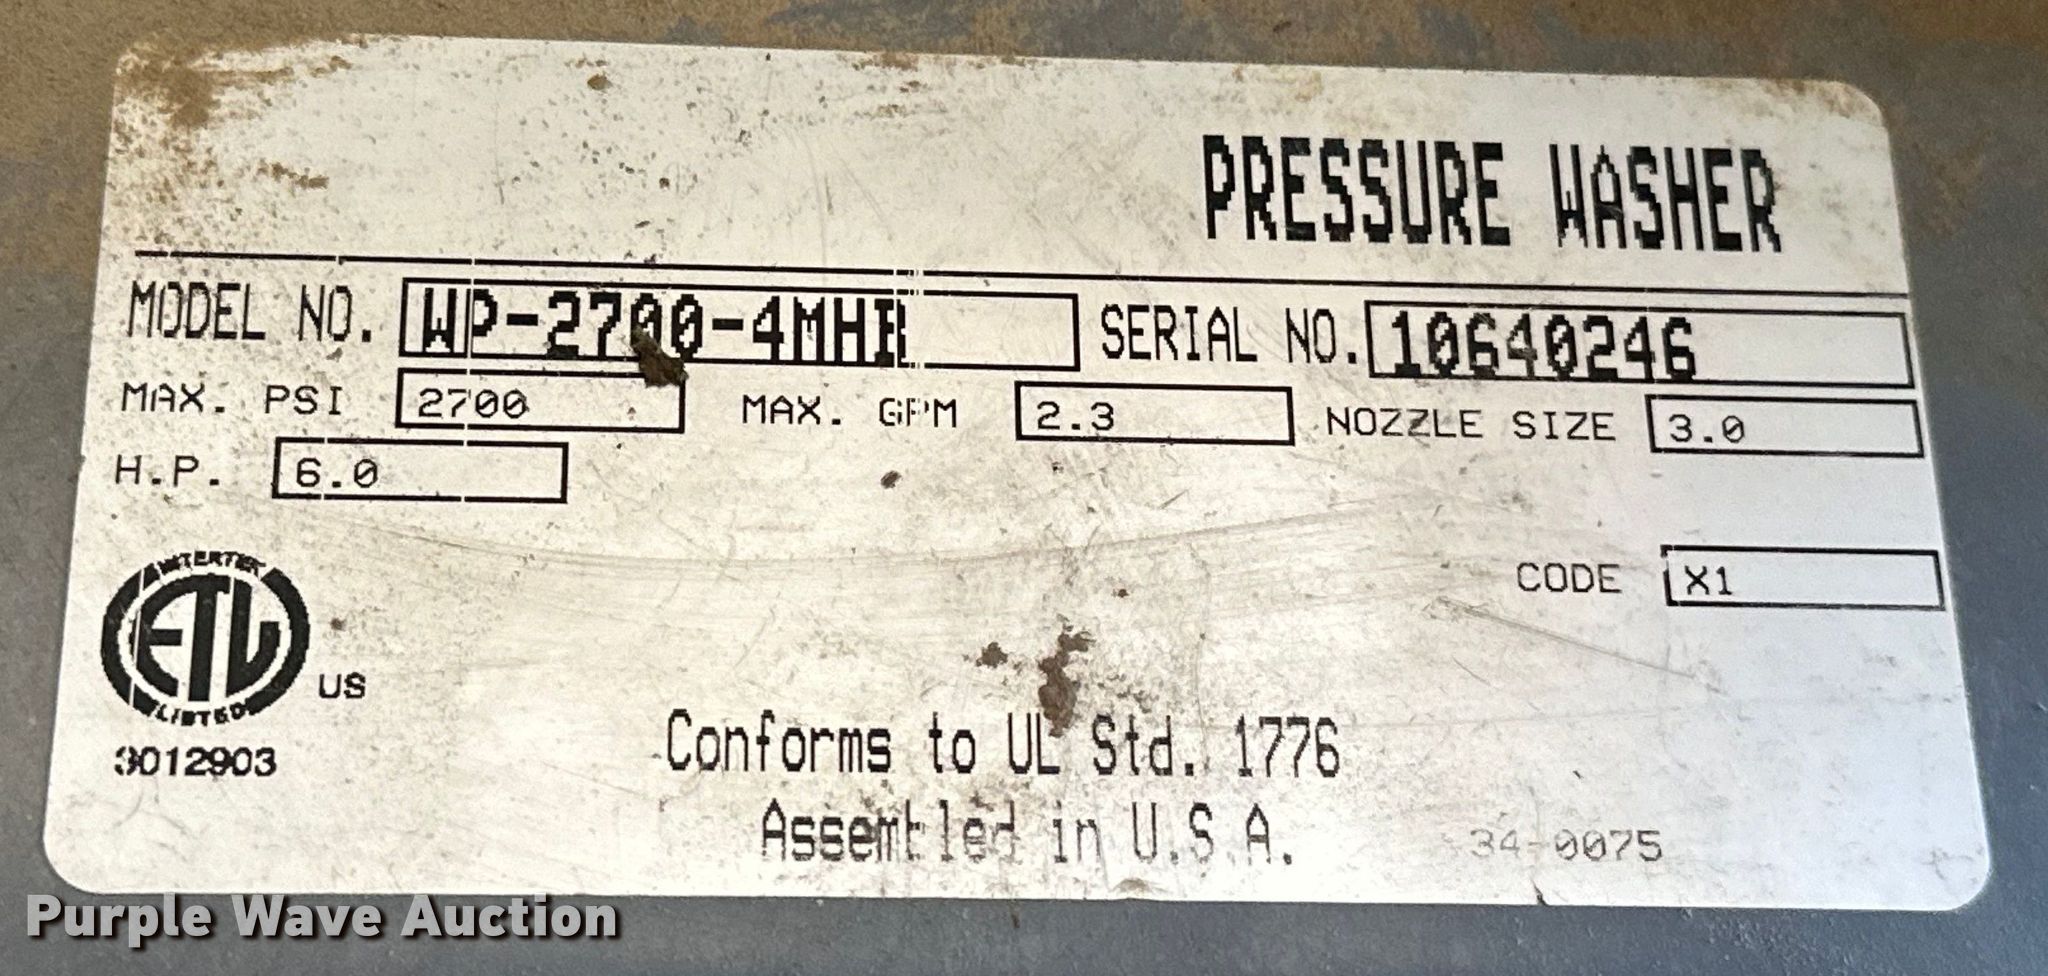 PRESSURE WASHER
MODEL NO. WP-2700-4MHB SERIAL NO. 10640246
MAX. PSI 2700 MAX. GPM 2.3 NOZZLE SIZE 3.0
H.P. 6.0
CODE X1
INTERTEK
ETL
LISTED
US
3012903
Conforms to UL Std. 1776
Assembled in U.S.A.
34-0075
Purple Wave Auction